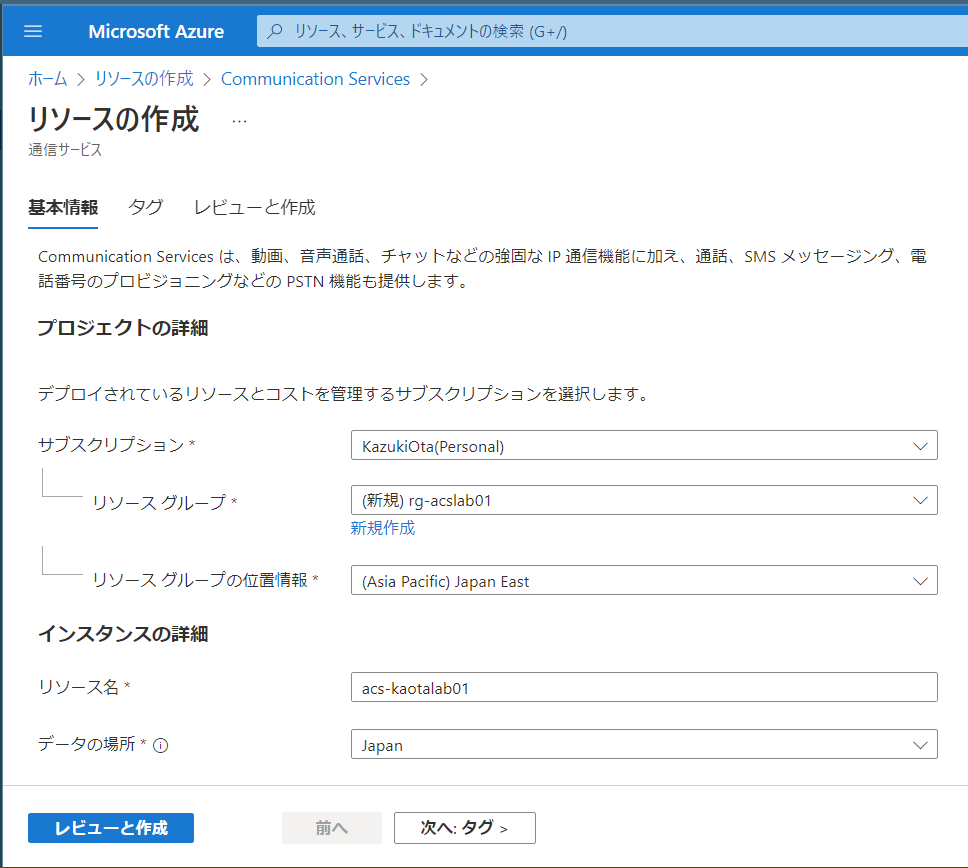 Microsoft Azure
リソース、サービス、ドキュメントの検索 (G+/)
ホーム > リソースの作成 > Communication Services >
リソースの作成 …
通信サービス
基本情報 タグ レビューと作成
Communication Services は、動画、音声通話、チャットなどの強固な IP 通信機能に加え、通話、SMS メッセージング、電
話番号のプロビジョニングなどの PSTN 機能も提供します。
プロジェクトの詳細
デプロイされているリソースとコストを管理するサブスクリプションを選択します。
サブスクリプション * KazukiOta(Personal)
リソース グループ * (新規) rg-acslab01
新規作成
リソース グループの位置情報 * (Asia Pacific) Japan East
インスタンスの詳細
リソース名 * acs-kaotalab01
データの場所 * Japan
レビューと作成 前へ 次へ: タグ >